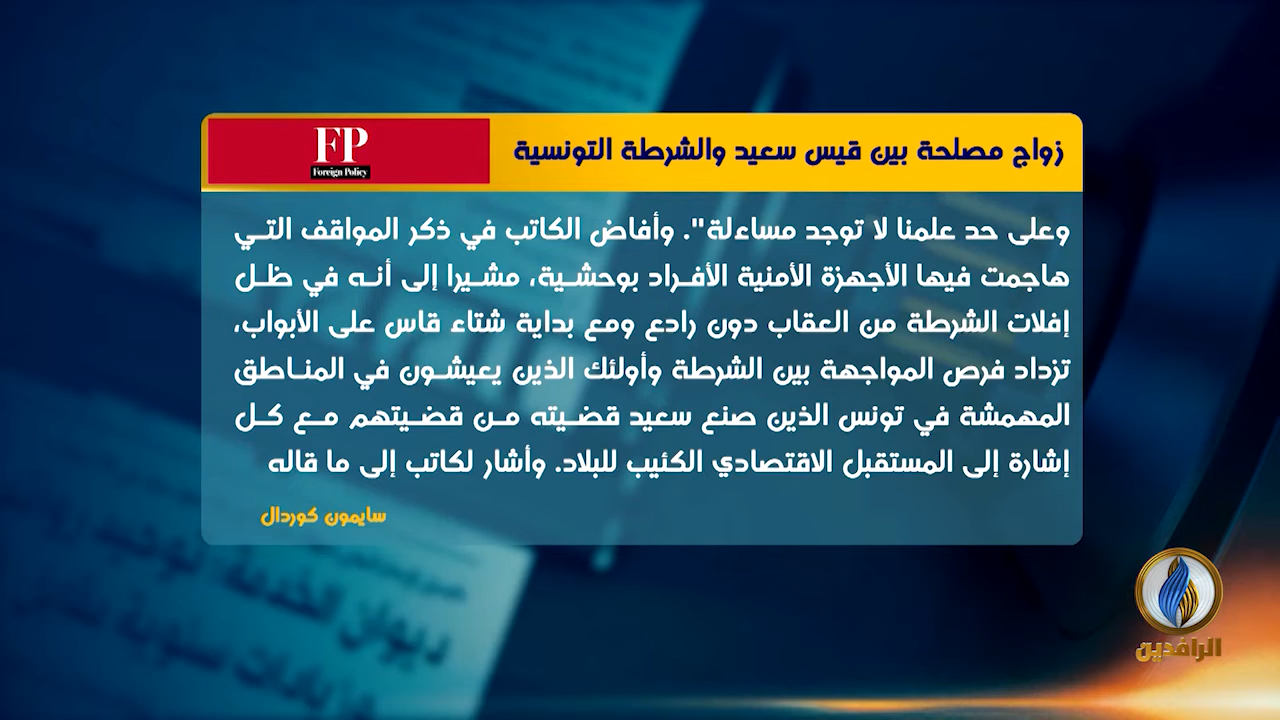 زواج مصلحة بين قيس سعيد والشرطة التونسية
FP
Foreign Policy
وعلى حد علمنا لا توجد مساءلة". وأفاض الكاتب في ذكر المواقف التي
هاجمت فيها الأجهزة الأمنية الأفراد بوحشية، مشيرا إلى أنه في ظل
إفلات الشرطة من العقاب دون رادع ومع بداية شتاء قاس على الأبواب،
تزداد فرص المواجهة بين الشرطة وأولئك الذين يعيشون في المناطق
المهمشة في تونس الذين صنع سعيد قضيته من قضيتهم مع كل
إشارة إلى المستقبل الاقتصادي الكئيب للبلاد. وأشار لكاتب إلى ما قاله
سايمون كوردال
ديوان الخدمة: توحيد
سنوية
الرافدين